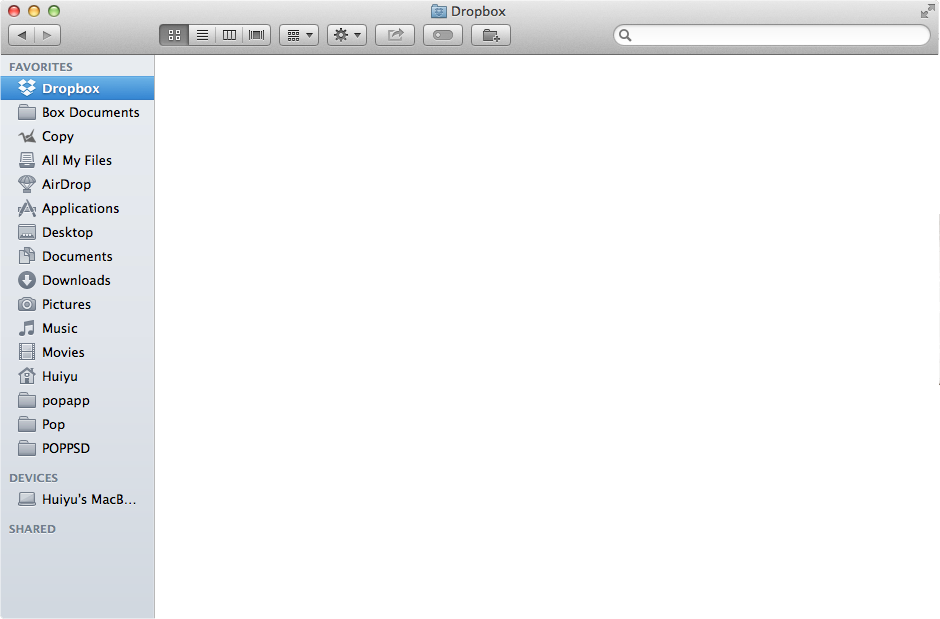 Dropbox
FAVORITES
Dropbox
Box Documents
Copy
All My Files
AirDrop
Applications
Desktop
Documents
Downloads
Pictures
Music
Movies
Huiyu
popapp
Pop
POPPSD
DEVICES
Huiyu's MacB...
SHARED